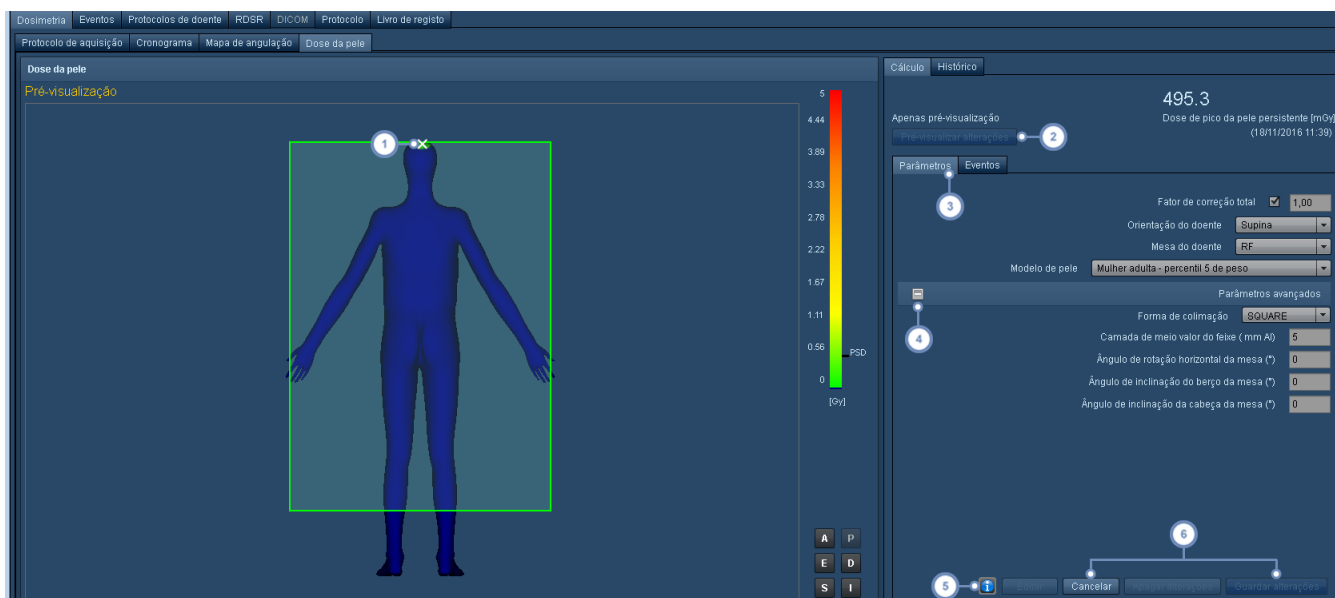 Dosimetria Eventos Protocolos de doente RDSR DICOM Protocolo Livro de registo
Protocolo de aquisição Cronograma Mapa de angulação Dose da pele
Dose da pele
Pré-visualização
1
5
4.44
3.89
3.33
2.78
2.22
1.67
1.11
0.56
PSD
0
[Gy]
A P
E D
S I
Cálculo Histórico
495.3
Apenas pré-visualização
Dose de pico da pele persistente [mGy]
Pré-visualizar alterações
2
(18/11/2016 11:39)
Parâmetros Eventos
3
Fator de correção total 1,00
Orientação do doente Supina
Mesa do doente RF
Modelo de pele Mulher adulta - percentil 5 de peso
Parâmetros avançados
4
Forma de colimação SQUARE
Camada de meio valor do feixe ( mm Al) 5
Ângulo de rotação horizontal da mesa (°) 0
Ângulo de inclinação do berço da mesa (°) 0
Ângulo de inclinação da cabeça da mesa (°) 0
6
5 i Cancelar Guardar alterações